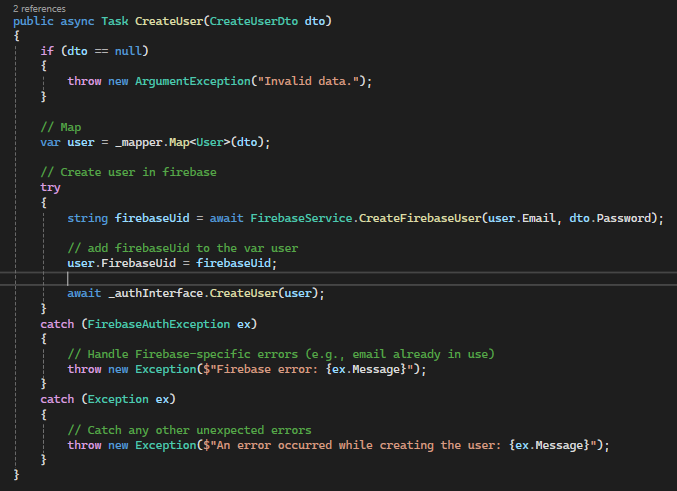 2 references
public async Task CreateUser(CreateUserDto dto)
{
if (dto == null)
{
throw new ArgumentException("Invalid data.");
}
// Map
var user = _mapper.Map<User>(dto);
// Create user in firebase
try
{
string firebaseUid = await FirebaseService.CreateFirebaseUser(user.Email, dto.Password);
// add firebaseUid to the var user
user.FirebaseUid = firebaseUid;
await _authInterface.CreateUser(user);
}
catch (FirebaseAuthException ex)
{
// Handle Firebase-specific errors (e.g., email already in use)
throw new Exception($"Firebase error: {ex.Message}");
}
catch (Exception ex)
{
// Catch any other unexpected errors
throw new Exception($"An error occurred while creating the user: {ex.Message}");
}
}